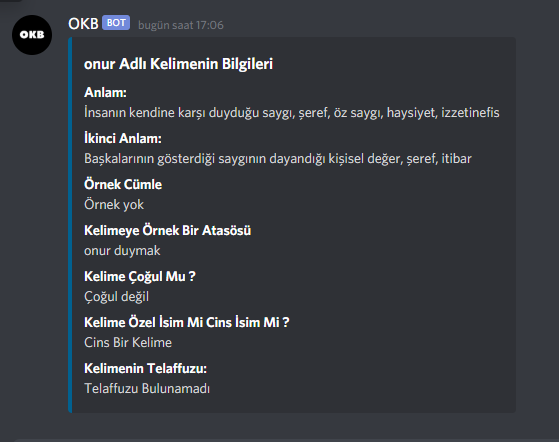 OKB
OKB BOT bugün saat 17:06
onur Adlı Kelimenin Bilgileri
Anlam:
İnsanın kendine karşı duyduğu saygı, şeref, öz saygı, haysiyet, izzetinefis
İkinci Anlam:
Başkalarının gösterdiği saygının dayandığı kişisel değer, şeref, itibar
Örnek Cümle
Örnek yok
Kelimeye Örnek Bir Atasösü
onur duymak
Kelime Çoğul Mu ?
Çoğul değil
Kelime Özel İsim Mi Cins İsim Mi ?
Cins Bir Kelime
Kelimenin Telaffuzu:
Telaffuzu Bulunamadı